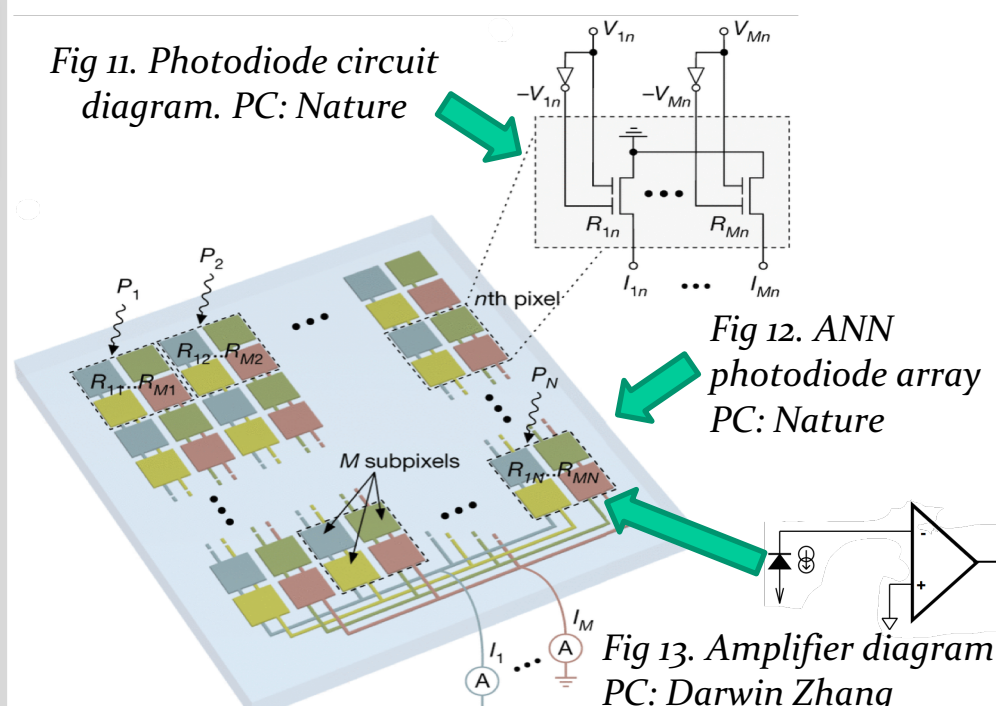 Fig 11. Photodiode circuit
diagram. PC: Nature
V1n
VMn
−V1n
−VMn
R1n
RMn
I1n
IMn
P1
P2
nth pixel
R11..RM1
R12..RM2
Fig 12. ANN
photodiode array
PC: Nature
PN
M subpixels
R1N..RMN
-
+
I1
IM
A
A
Fig 13. Amplifier diagram
PC: Darwin Zhang